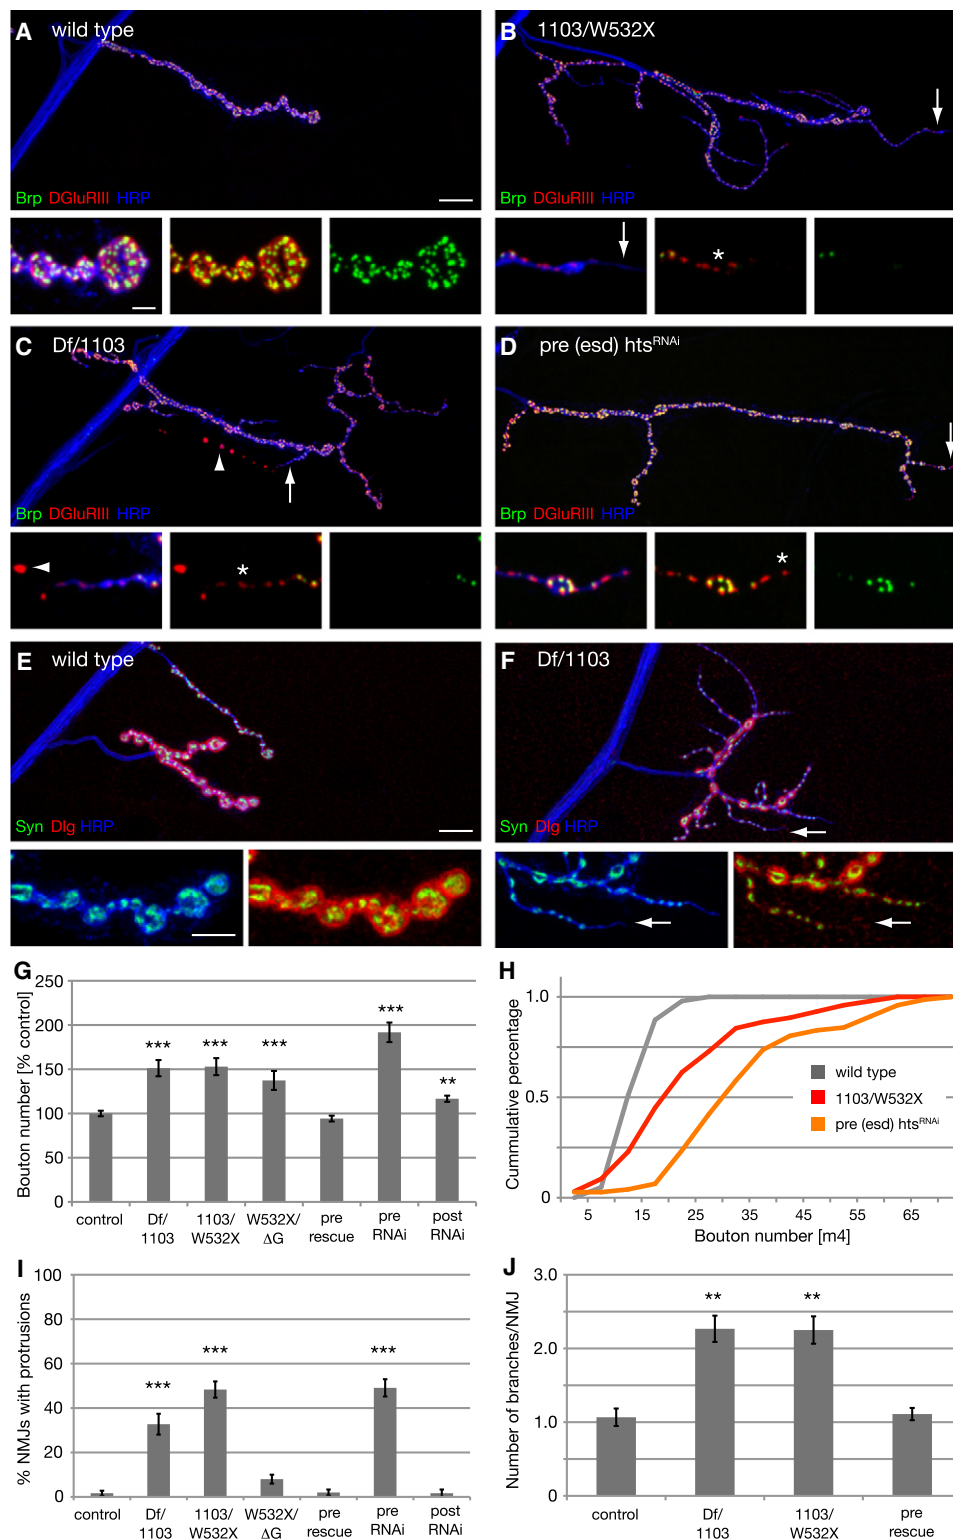 A wild type
Brp DGluRIII HRP
B 1103/W532X
Brp DGluRIII HRP
*
C Df/1103
Brp DGluRIII HRP
*
D pre (esd) htsRNAi
Brp DGluRIII HRP
*
E wild type
Syn Dlg HRP
F Df/1103
Syn Dlg HRP
G
Bouton number [% control]
250
200
150
100
50
0
***
***
***
***
**
control
Df/
1103
1103/
W532X
W532X/
ΔG
pre
rescue
pre
RNAi
post
RNAi
H
Cummulative percentage
1.0
0.5
0
wild type
1103/W532X
pre (esd) htsRNAi
5 15 25 35 45 55 65
Bouton number [m4]
I
% NMJs with protrusions
100
80
60
40
20
0
***
***
***
control
Df/
1103
1103/
W532X
W532X/
ΔG
pre
rescue
pre
RNAi
post
RNAi
J
Number of branches/NMJ
3.0
2.0
1.0
0
**
**
control
Df/
1103
1103/
W532X
pre
rescue